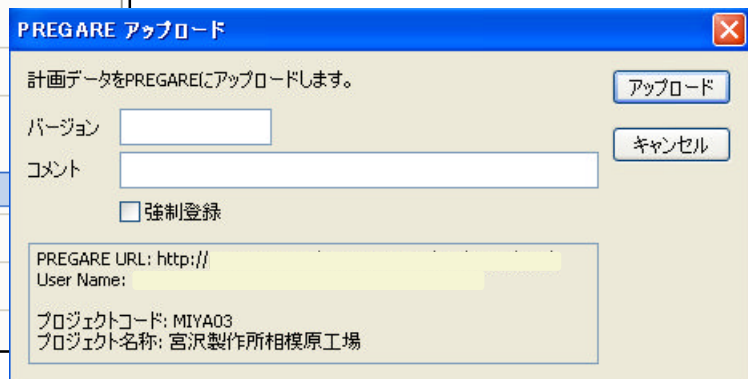 PREGARE アップロード
計画データをPREGAREにアップロードします。
アップロード
バージョン
キャンセル
コメント
強制登録
PREGARE URL: http://
User Name:
プロジェクトコード: MIYA03
プロジェクト名称: 宮沢製作所相模原工場